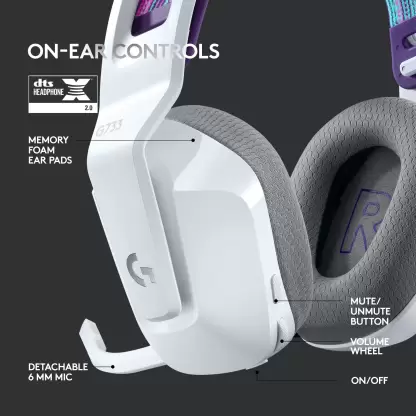 ON-EAR CONTROLS
dts
HEADPHONE X
2.0
G733
MEMORY
FOAM
EAR PADS
R
G
MUTE/
UNMUTE
BUTTON
VOLUME
WHEEL
DETACHABLE
6 MM MIC
ON/OFF